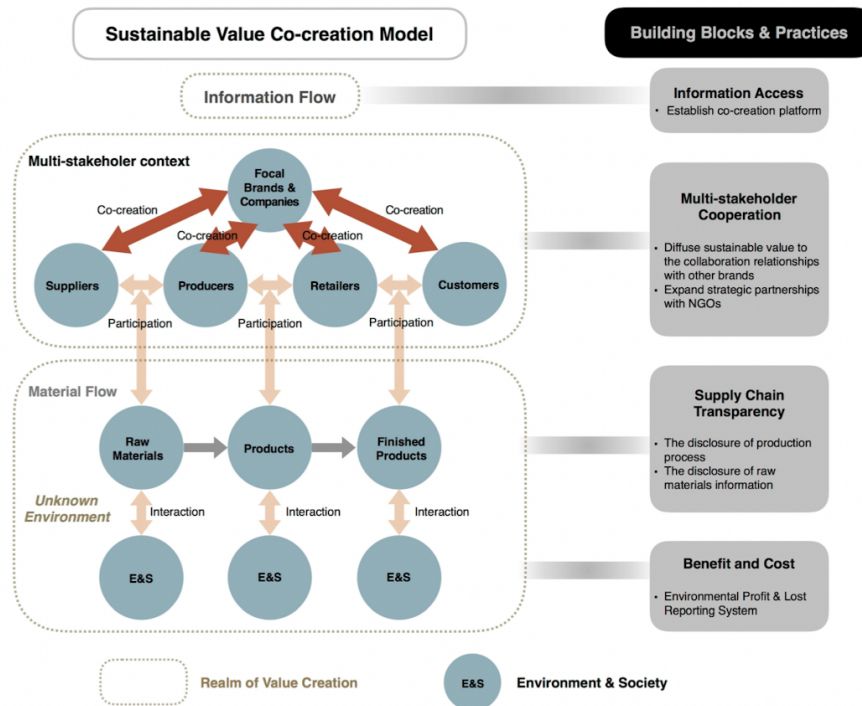 Sustainable Value Co-creation Model
Building Blocks & Practices
Information Flow
Information Access
• Establish co-creation platform
Multi-stakeholer context
Focal
Brands &
Companies
Co-creation
Co-creation
Co-creation
Co-creation
Suppliers
Producers
Retailers
Customers
Participation
Participation
Participation
Multi-stakeholder
Cooperation
• Diffuse sustainable value to
the collaboration relationships
with other brands
• Expand strategic partnerships
with NGOs
Material Flow
Raw
Materials
Products
Finished
Products
Unknown
Environment
Interaction
Interaction
Interaction
E&S
E&S
E&S
Supply Chain
Transparency
• The disclosure of production
process
• The disclosure of raw
materials information
Benefit and Cost
• Environmental Profit & Lost
Reporting System
Realm of Value Creation
E&S
Environment & Society